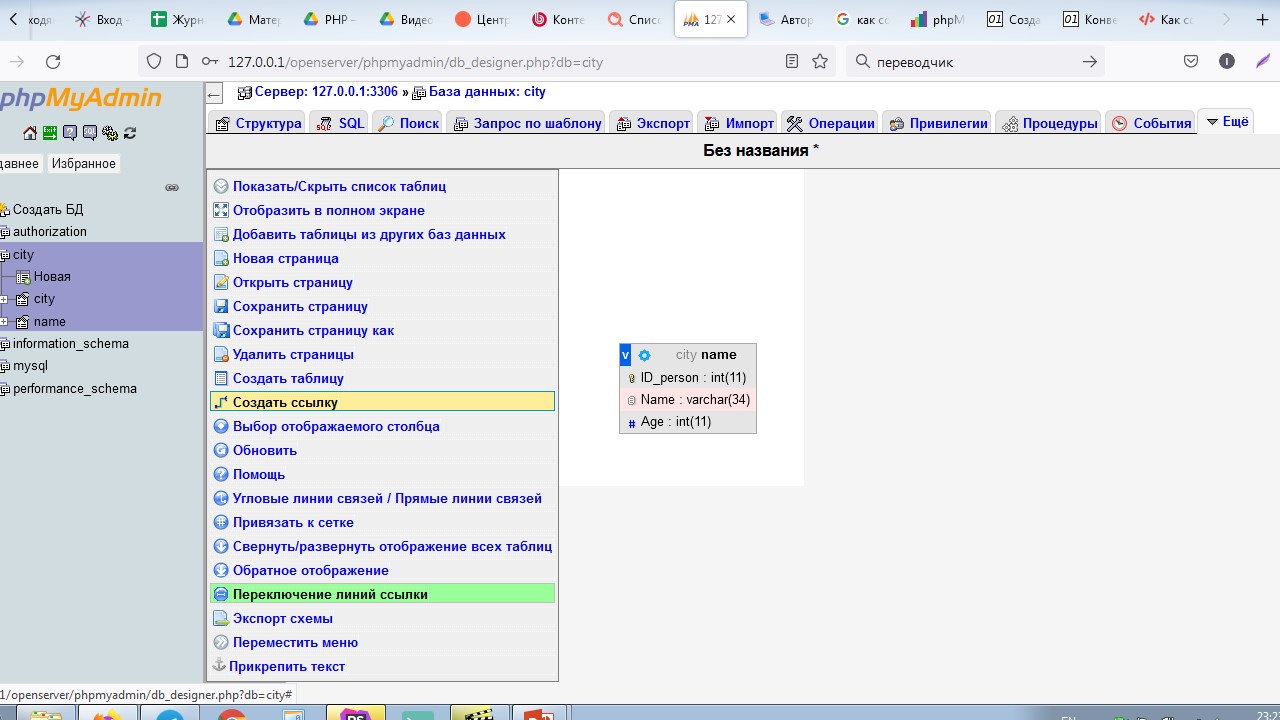 ходя
Вход -
Журн
Матер
PHP –
Видео
Центр
Конте
Списо
127
Автор
как со
phpM
Созда
Конве
Как со
127.0.0.1/openserver/phpmyadmin/db_designer.php?db=city
переводчик
phpMyAdmin
Сервер: 127.0.0.1:3306 » База данных: city
Структура
SQL
Поиск
Запрос по шаблону
Экспорт
Импорт
Операции
Привилегии
Процедуры
События
Ещё
Без названия *
давнее
Избранное
Создать БД
authorization
city
Новая
city
name
information_schema
mysql
performance_schema
Показать/Скрыть список таблиц
Отобразить в полном экране
Добавить таблицы из других баз данных
Новая страница
Открыть страницу
Сохранить страницу
Сохранить страницу как
Удалить страницы
Создать таблицу
Создать ссылку
Выбор отображаемого столбца
Обновить
Помощь
Угловые линии связей / Прямые линии связей
Привязать к сетке
Свернуть/развернуть отображение всех таблиц
Обратное отображение
Переключение линий ссылки
Экспорт схемы
Переместить меню
Прикрепить текст
v city name
ID_person : int(11)
Name : varchar(34)
Age : int(11)
1/openserver/phpmyadmin/db_designer.php?db=city#